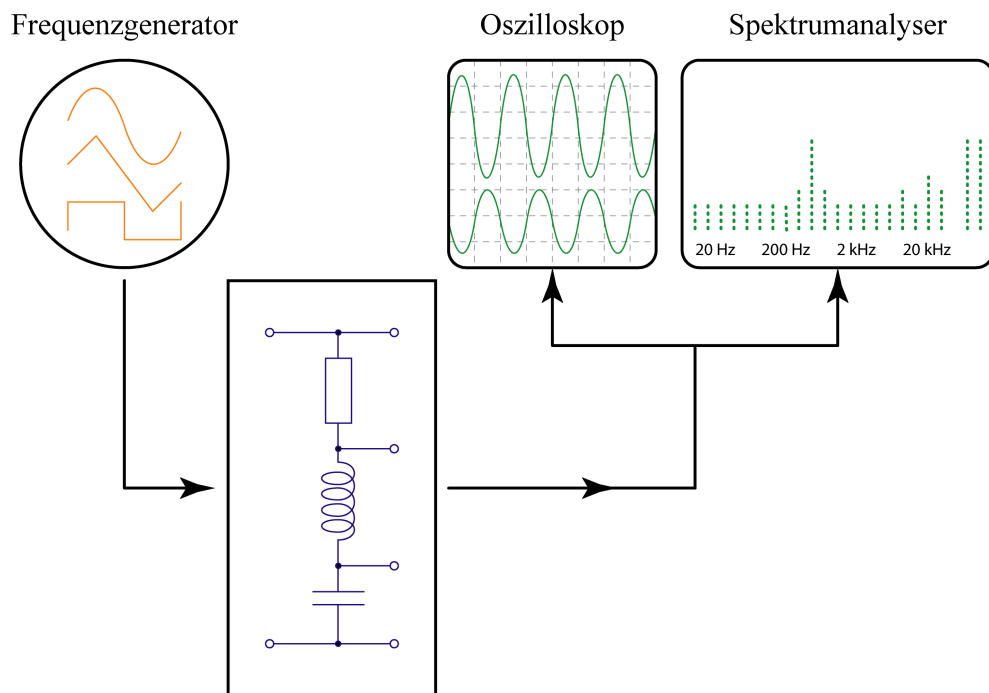 Frequenzgenerator
Oszilloskop
Spektrumanalyser
20 Hz 200 Hz 2 kHz 20 kHz